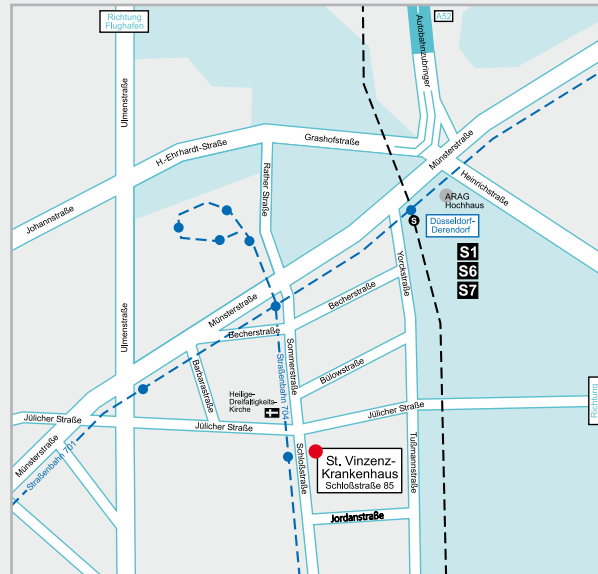 Richtung
Flughafen
A52
Autobahnzubringer
Ulmenstraße
Grashofstraße
H.-Ehrhardt-Straße
Münsterstraße
Rather Straße
Heinrichstraße
Johannstraße
ARAG
Hochhaus
S
Düsseldorf-
Derendorf
S1
S6
S7
Yorckstraße
Münsterstraße
Becherstraße
Ulmenstraße
Becherstraße
Sommerstraße
Straßenbahn 704
Barbarastraße
Bülowstraße
Heilige-
Dreifaltigkeits-
Kirche
Jülicher Straße
Jülicher Straße
Jülicher Straße
Richtung
Münsterstraße
Straßenbahn 701
Schloßstraße
Tußmannstraße
St. Vinzenz-
Krankenhaus
Schloßstraße 85
Jordanstraße